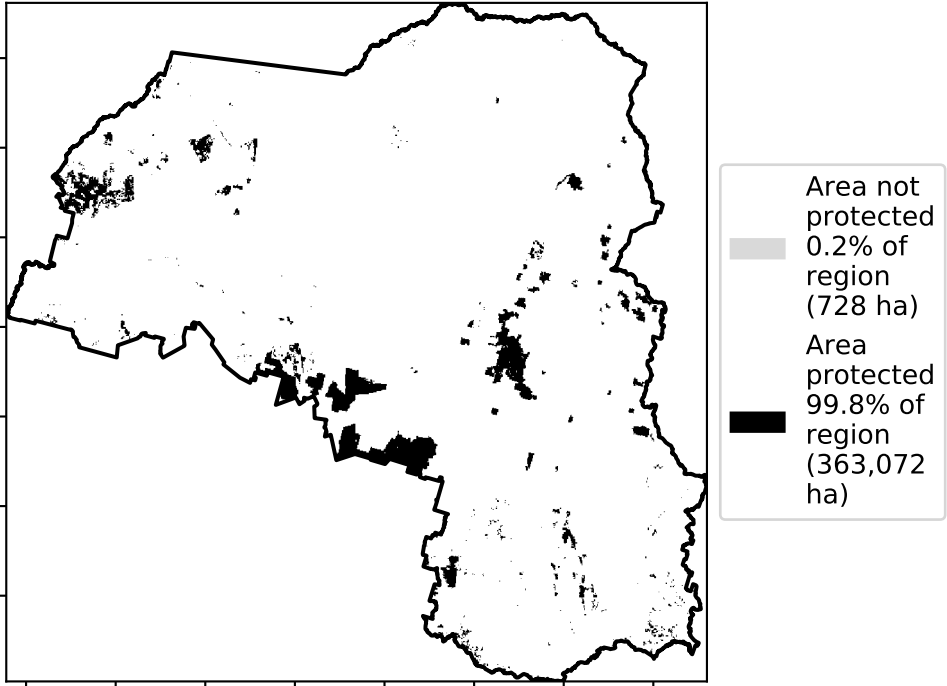 Area not
protected
0.2% of
region
(728 ha)
Area
protected
99.8% of
region
(363,072
ha)